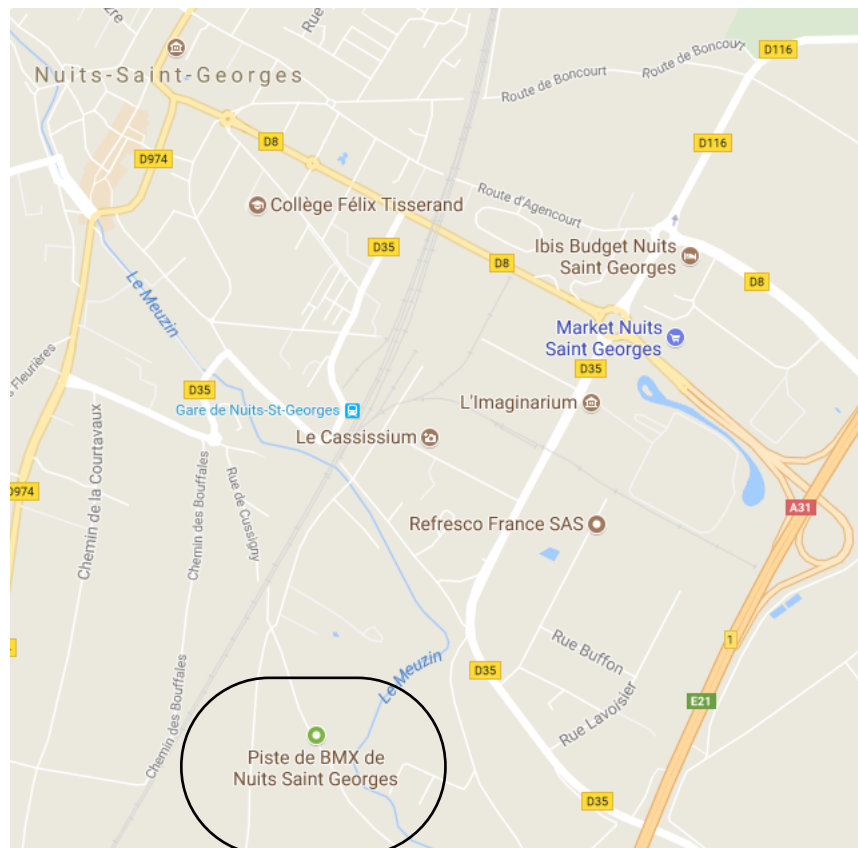 Route de Boncourt
Route de Boncourt
D116
Nuits-Saint-Georges
D8
D116
D974
Route d'Agencourt
Collège Félix Tisserand
D35
Ibis Budget Nuits
Saint Georges
D8
D8
Le Meuzin
Market Nuits
Saint Georges
D35
Fleurières
D35
Gare de Nuits-St-Georges
L'Imaginarium
Le Cassissium
Chemin de la Courtavaux
Chemin des Bouffales
Rue de Cussigny
D974
A31
Refresco France SAS
1
Rue Buffon
Le Meuzin
D35
E21
Rue Lavoisier
Chemin des Bouffales
Piste de BMX de
Nuits Saint Georges
D35